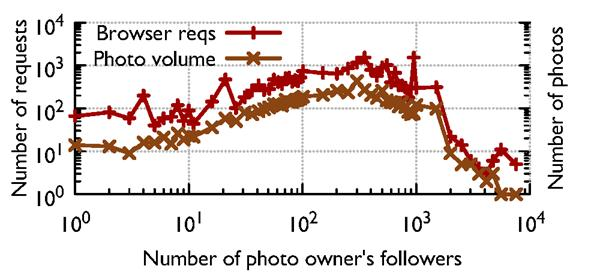 Number of requests
10⁴
10³
10²
10¹
10⁰
Browser reqs
Photo volume
10⁰ 10¹ 10² 10³ 10⁴
Number of photo owner's followers
Number of photos